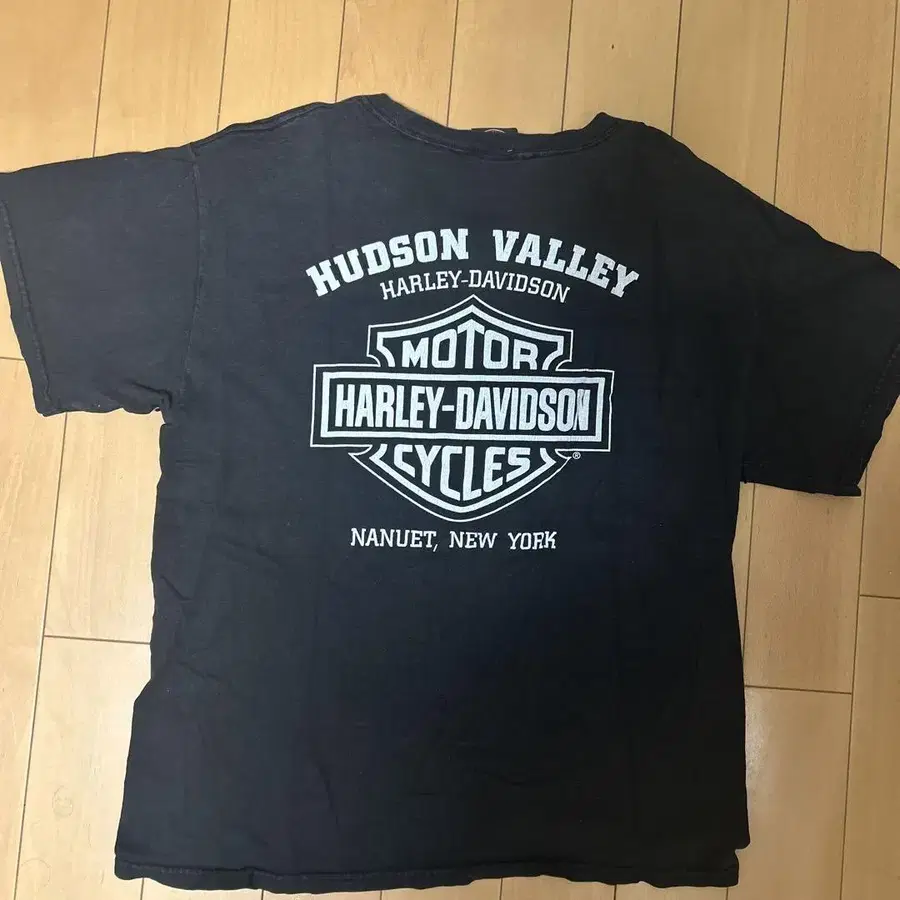 HUDSON VALLEY
HARLEY-DAVIDSON
MOTOR
HARLEY-DAVIDSON
CYCLES
®
NANUET, NEW YORK